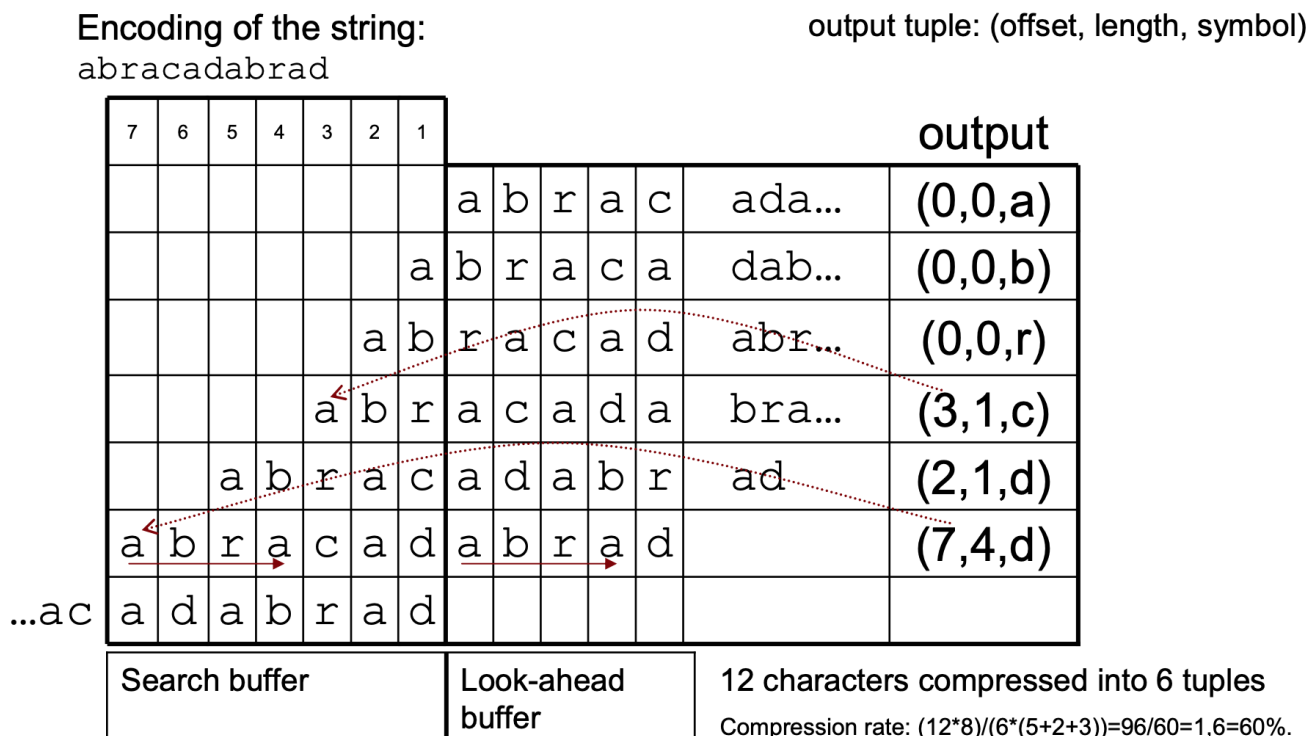 Encoding of the string:
output tuple: (offset, length, symbol)
abracadabrad
7 6 5 4 3 2 1
output
a b r a c ada… (0,0,a)
a b r a c a dab… (0,0,b)
a b r a c a d abr… (0,0,r)
a b r a c a d a bra… (3,1,c)
a b r a c a d a b r ad (2,1,d)
a b r a c a d a b r a d (7,4,d)
…ac a d a b r a d
Search buffer
Look-ahead
buffer
12 characters compressed into 6 tuples
Compression rate: (12*8)/(6*(5+2+3))=96/60=1,6=60%.